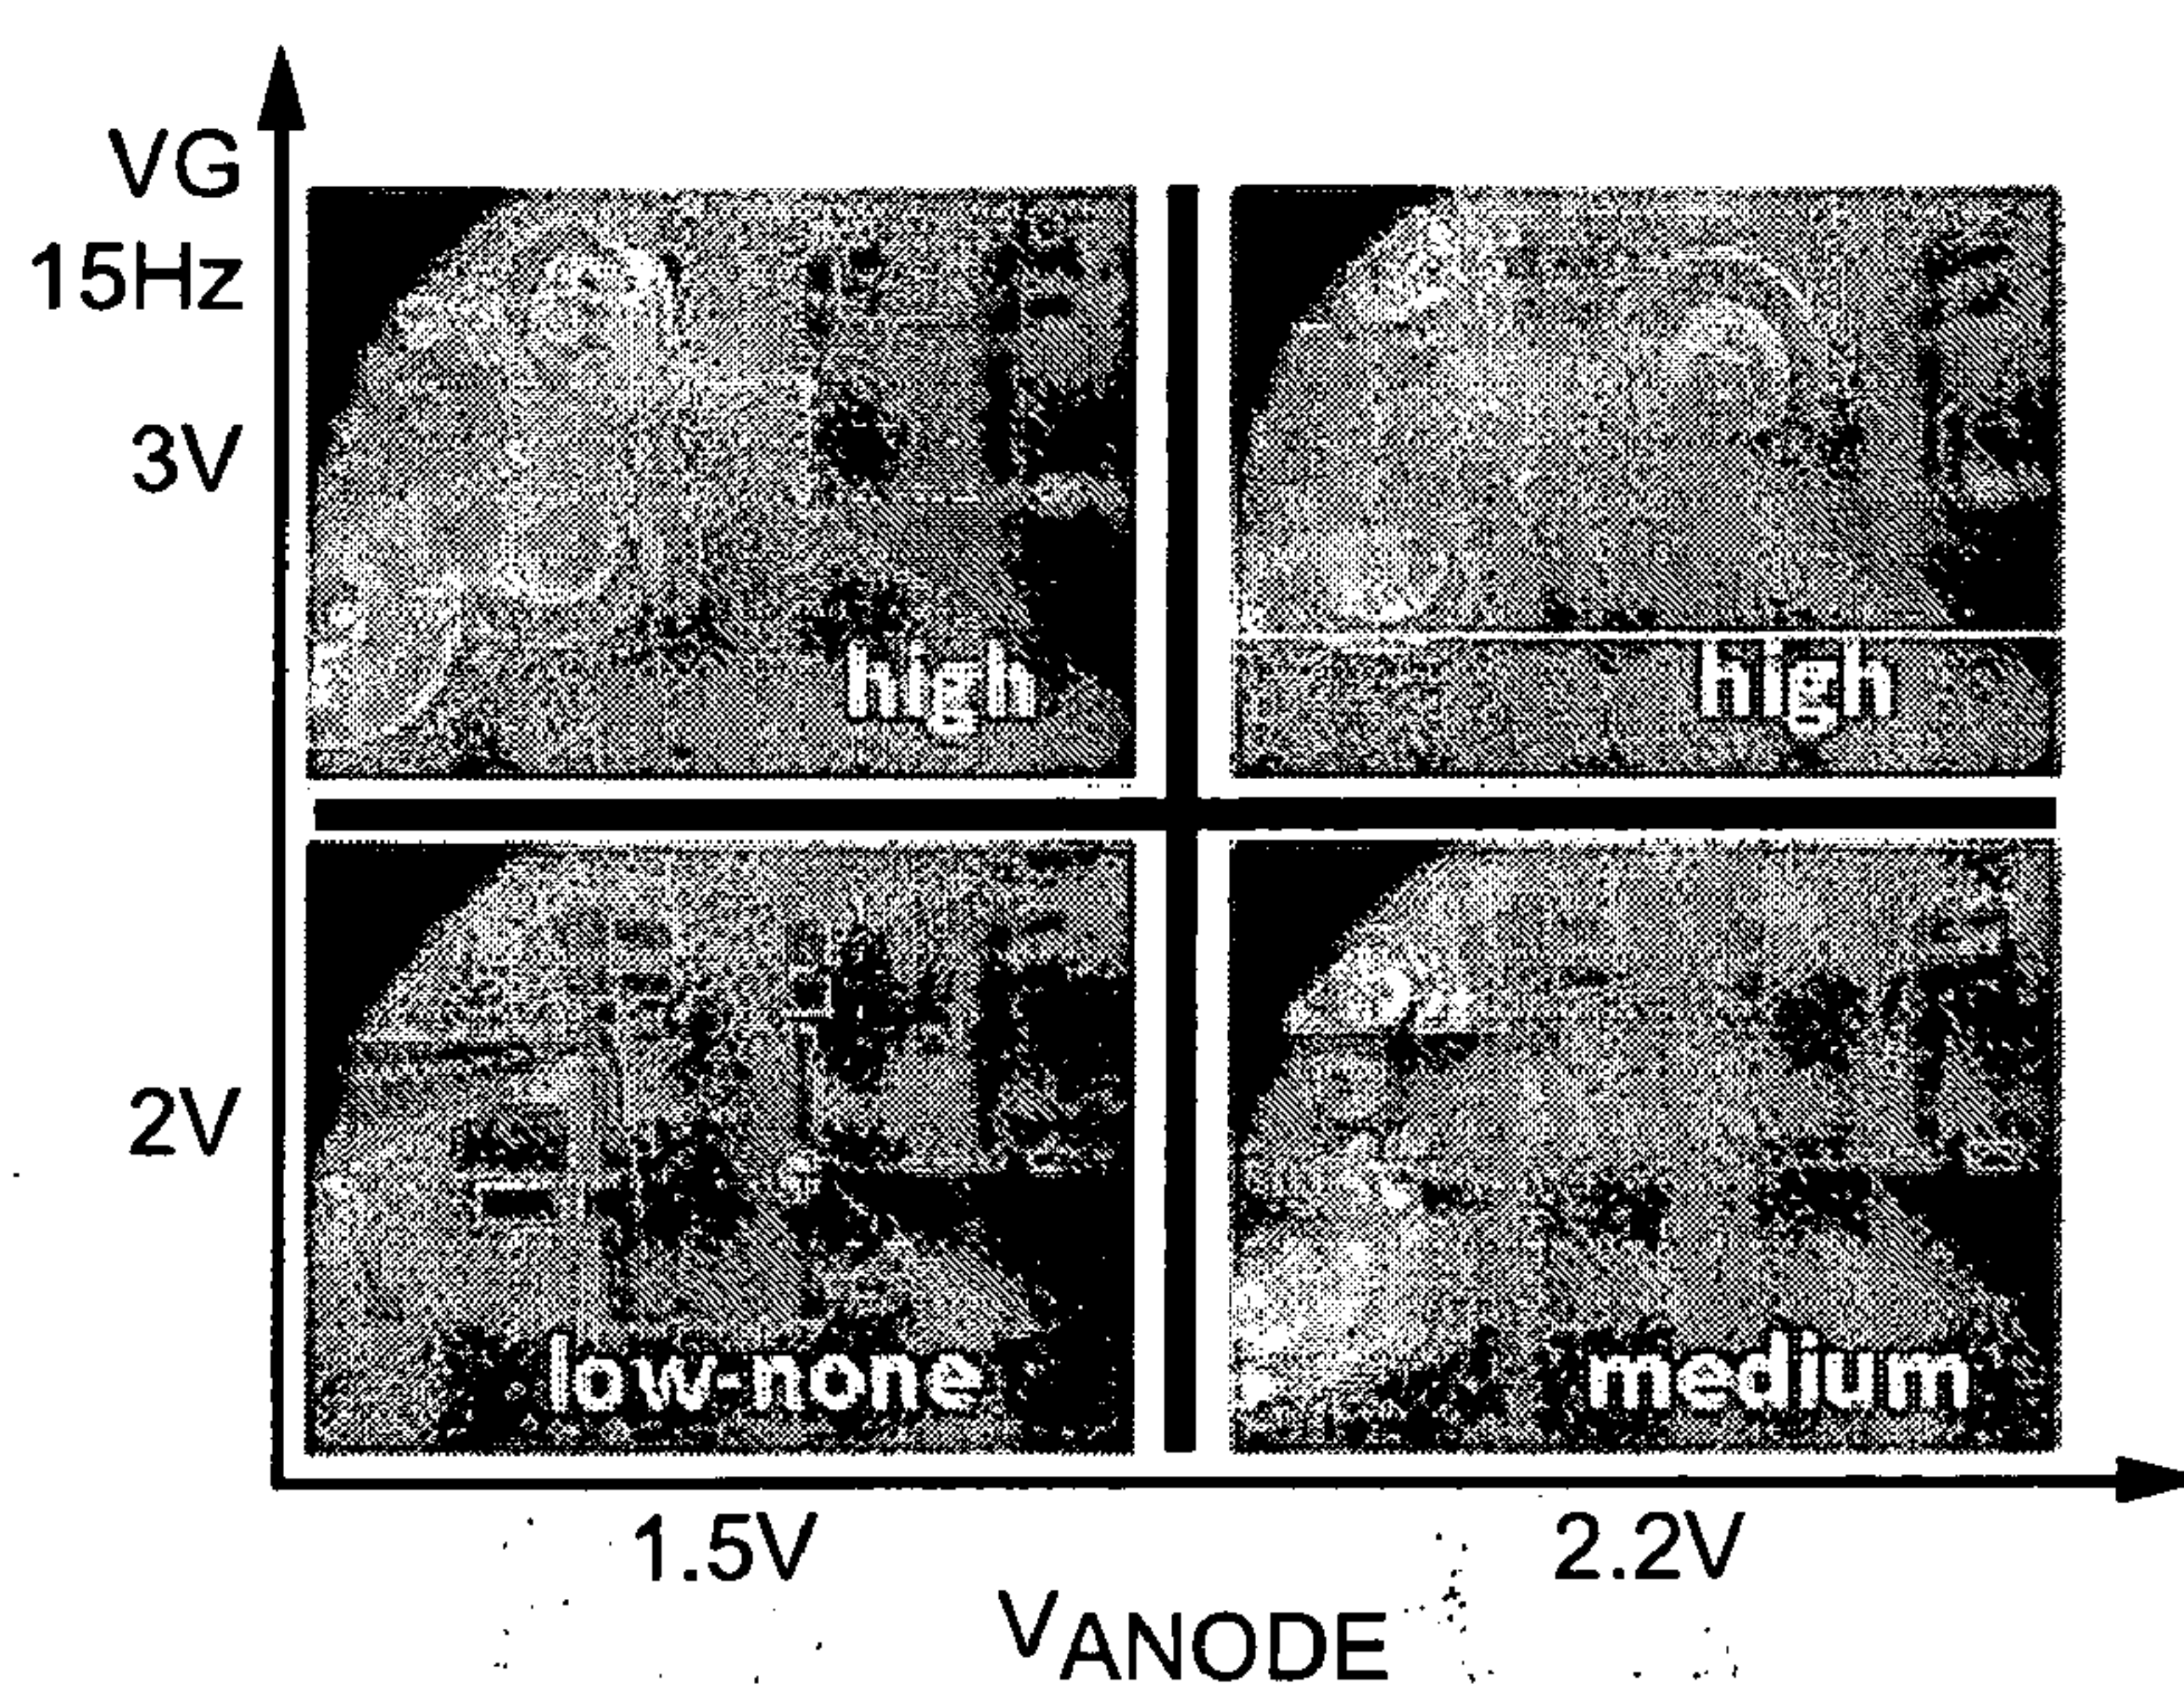 VG
15Hz
3V
high
high
2V
low-none
medium
1.5V
2.2V
VANODE